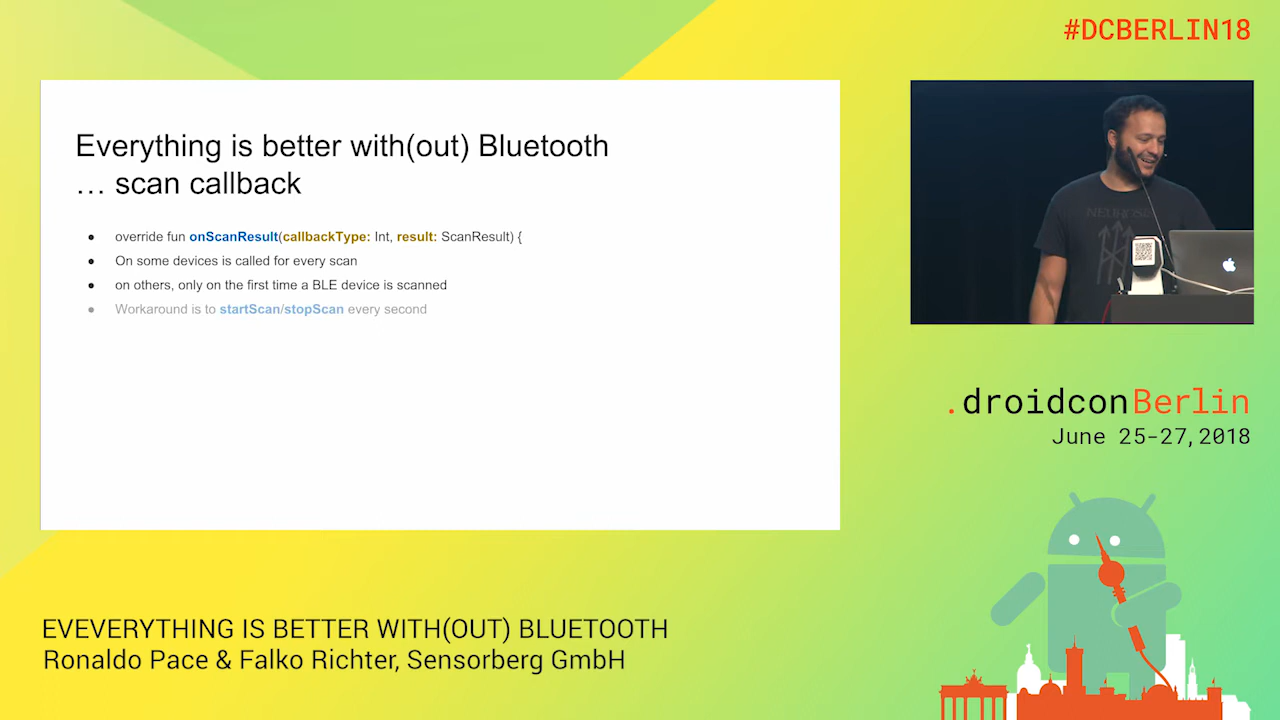 #DCBERLIN18
Everything is better with(out) Bluetooth
… scan callback
● override fun onScanResult(callbackType: Int, result: ScanResult) {
● On some devices is called for every scan
● on others, only on the first time a BLE device is scanned
● Workaround is to startScan/stopScan every second
NEUROSIS
.droidconBerlin
June 25-27, 2018
EVEVERYTHING IS BETTER WITH(OUT) BLUETOOTH
Ronaldo Pace & Falko Richter, Sensorberg GmbH